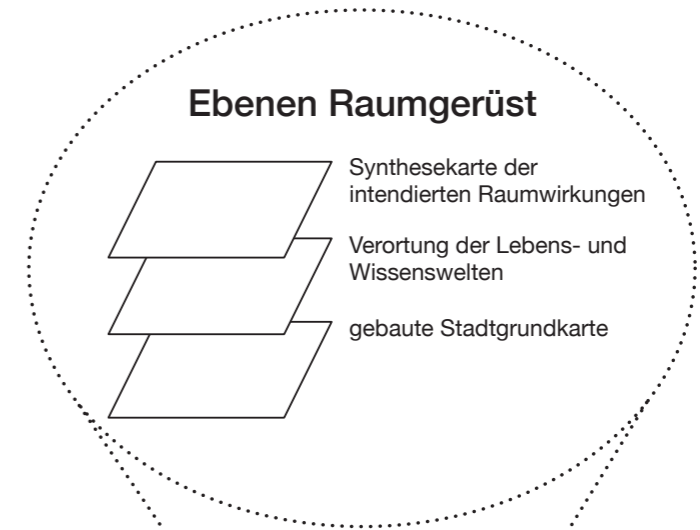 Ebenen Raumgerüst
Synthesekarte der
intendierten Raumwirkungen
Verortung der Lebens- und
Wissenswelten
gebaute Stadtgrundkarte